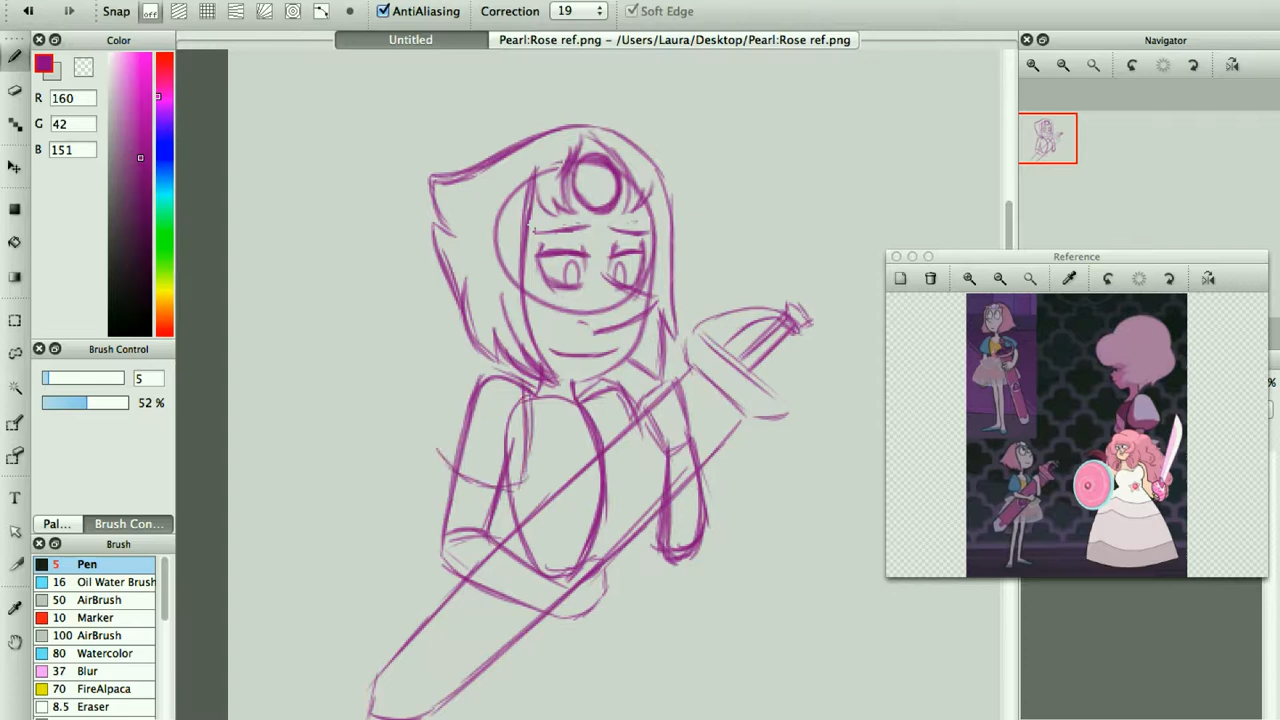 Snap off AntiAliasing Correction 19 Soft Edge
Color
Untitled
Pearl:Rose ref.png – /Users/Laura/Desktop/Pearl:Rose ref.png
Navigator
R 160
G 42
B 151
Reference
Brush Control
5
52 %
%
T
Pal... Brush Con...
Brush
5 Pen
16 Oil Water Brush
50 AirBrush
10 Marker
100 AirBrush
80 Watercolor
37 Blur
70 FireAlpaca
8.5 Eraser